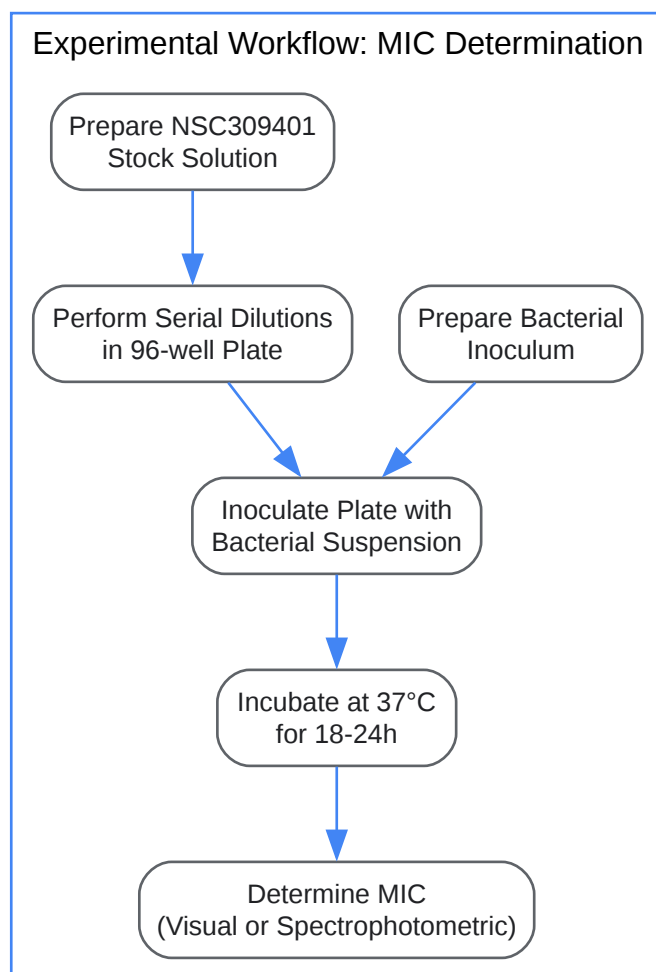 Experimental Workflow: MIC Determination
Prepare NSC309401
Stock Solution
Perform Serial Dilutions
in 96-well Plate
Prepare Bacterial
Inoculum
Inoculate Plate with
Bacterial Suspension
Incubate at 37°C
for 18-24h
Determine MIC
(Visual or Spectrophotometric)